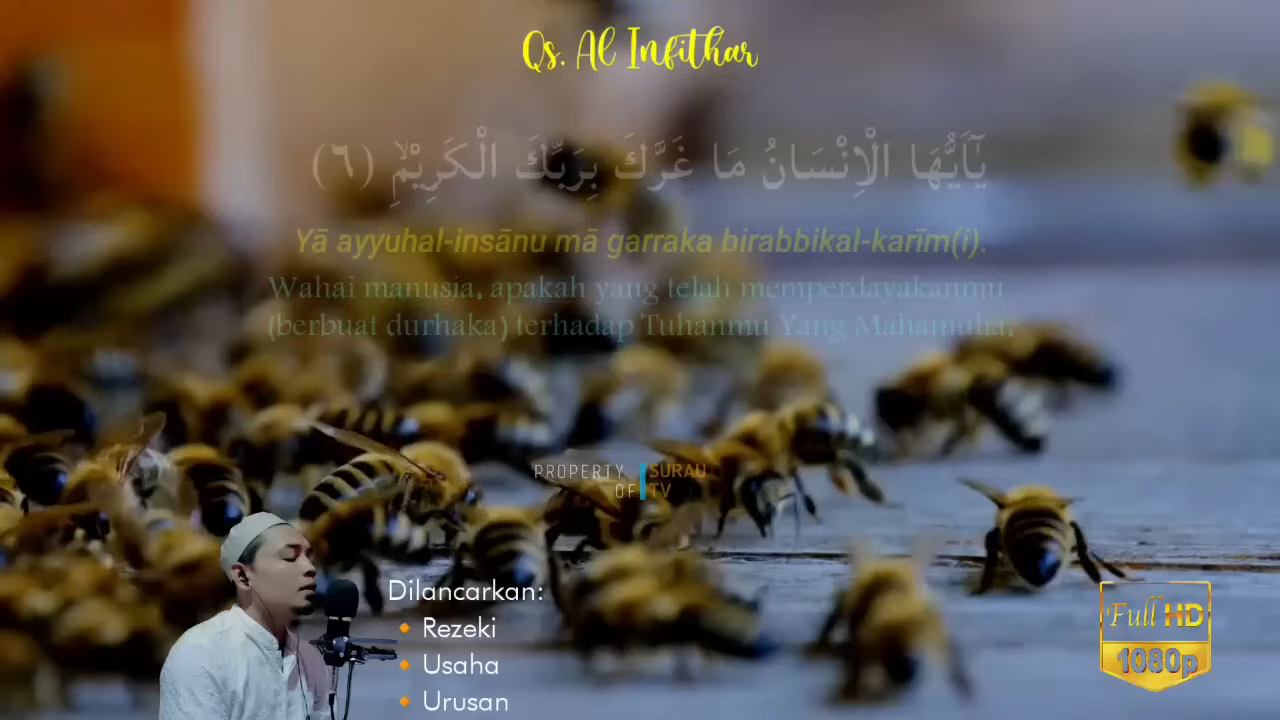 Qs. Al Infithar
يٰٓاَيُّهَا الْاِنْسَانُ مَا غَرَّكَ بِرَبِّكَ الْكَرِيْمِۙ (٦)
Yā ayyuhal-insānu mā garraka birabbikal-karīm(i).
Wahai manusia, apakah yang telah memperdayakanmu
(berbuat durhaka) terhadap Tuhanmu Yang Mahamulia,
PROPERTY OF SURAU TV
Dilancarkan:
🔸 Rezeki
🔸 Usaha
🔸 Urusan
Full HD
1080p